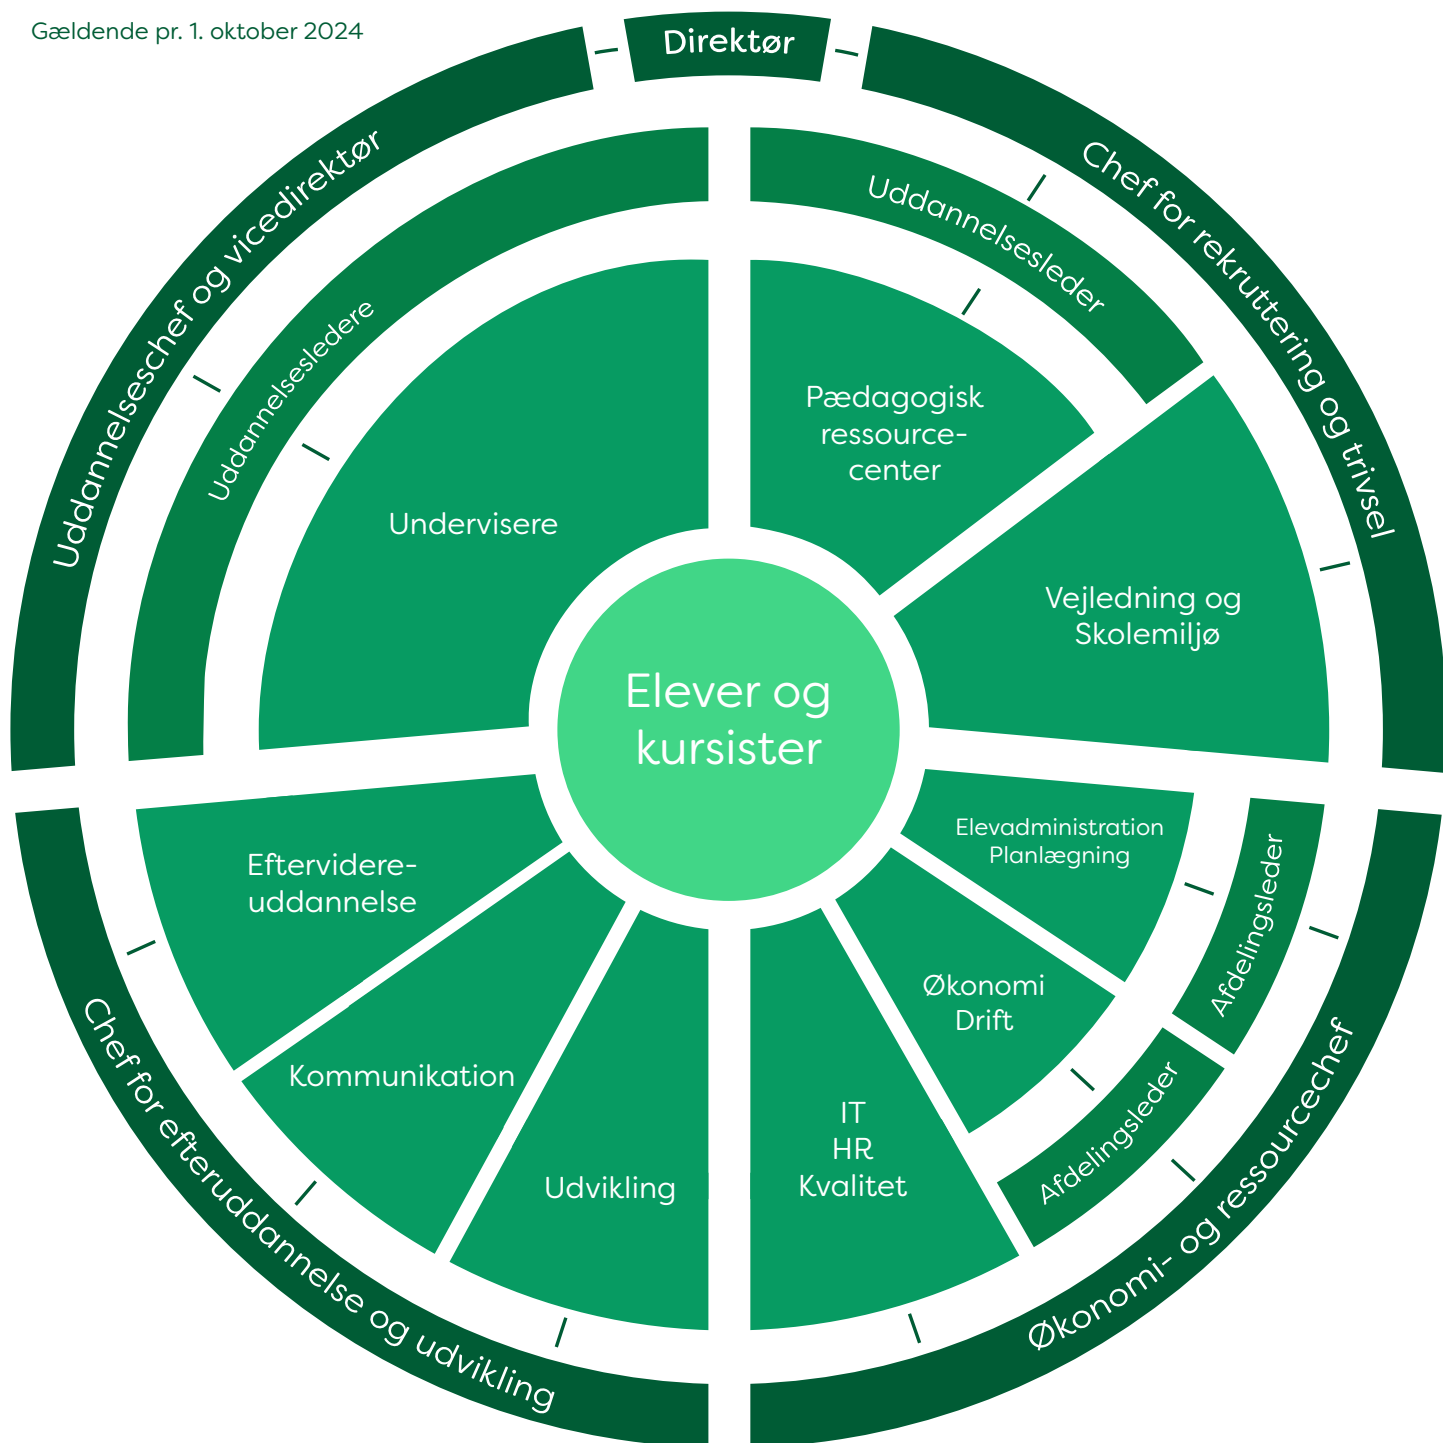 Gældende pr. 1. oktober 2024
Direktør
Uddannelseschef og vicedirektør
Chef for rekruttering og trivsel
Uddannelsesledere
Uddannelsesleder
Undervisere
Pædagogisk
ressource-
center
Vejledning og
Skolemiljø
Elever og
kursister
Elevadministration
Planlægning
Afdelingsleder
Økonomi
Drift
Afdelingsleder
IT
HR
Kvalitet
Økonomi- og ressourcechef
Eftervidere-
uddannelse
Kommunikation
Udvikling
Chef for efteruddannelse og udvikling